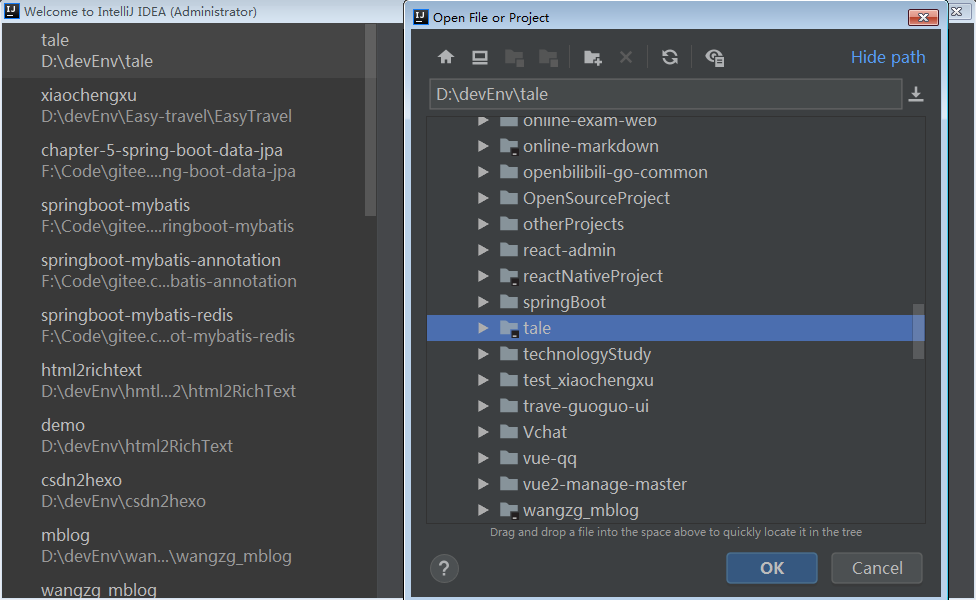 Welcome to IntelliJ IDEA (Administrator)
tale
D:\devEnv\tale
xiaochengxu
D:\devEnv\Easy-travel\EasyTravel
chapter-5-spring-boot-data-jpa
F:\Code\gitee....ng-boot-data-jpa
springboot-mybatis
F:\Code\gitee....ringboot-mybatis
springboot-mybatis-annotation
F:\Code\gitee.c...batis-annotation
springboot-mybatis-redis
F:\Code\gitee.c...ot-mybatis-redis
html2richtext
D:\devEnv\hmtl...2\html2RichText
demo
D:\devEnv\html2RichText
csdn2hexo
D:\devEnv\csdn2hexo
mblog
D:\devEnv\wan...\wangzg_mblog
wangzg_mblog
Open File or Project
Hide path
D:\devEnv\tale
online-exam-web
online-markdown
openbilibili-go-common
OpenSourceProject
otherProjects
react-admin
reactNativeProject
springBoot
tale
technologyStudy
test_xiaochengxu
trave-guoguo-ui
Vchat
vue-qq
vue2-manage-master
wangzg_mblog
Drag and drop a file into the space above to quickly locate it in the tree
?
OK
Cancel